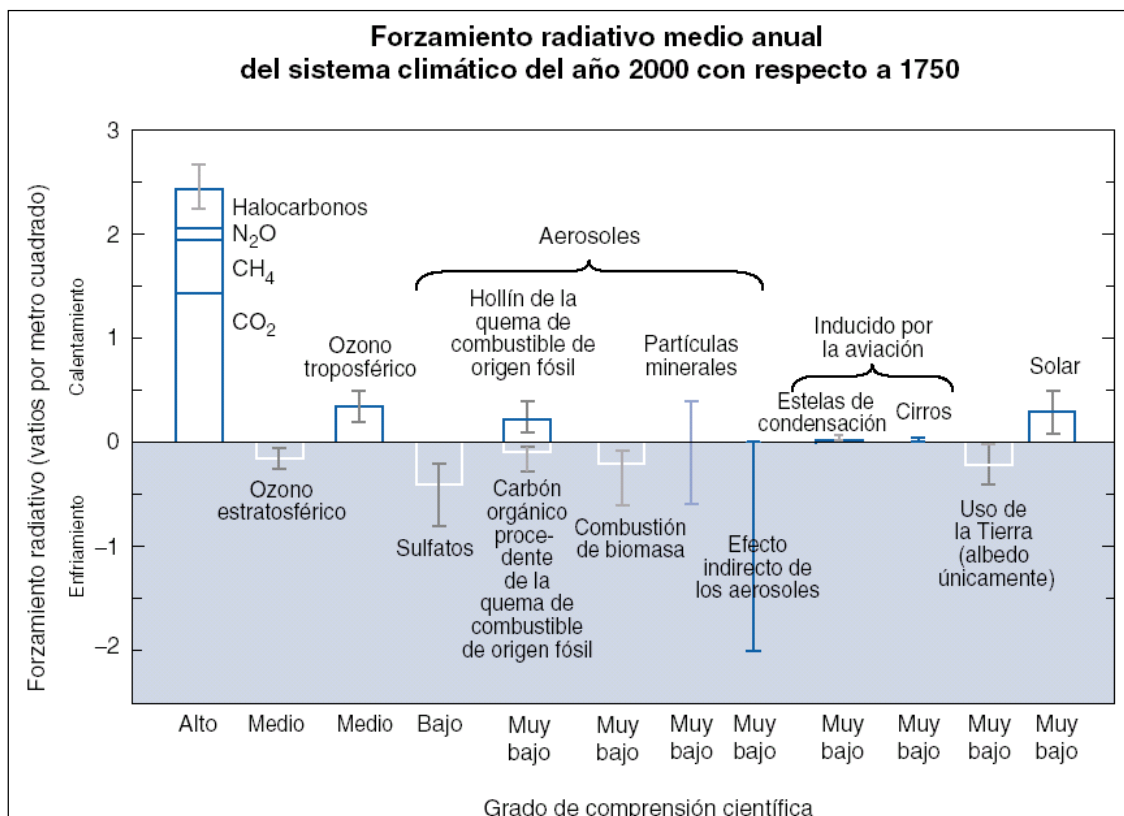 Forzamiento radiativo medio anual
del sistema climático del año 2000 con respecto a 1750
Forzamiento radiativo (vatios por metro cuadrado)
Calentamiento
Enfriamiento
3
2
1
0
−1
−2
Halocarbonos
N₂O
CH₄
CO₂
Ozono
estratosférico
Ozono
troposférico
Aerosoles
Sulfatos
Hollín de la
quema de
combustible de
origen fósil
Carbón
orgánico
proce-
dente
de la
quema de
combustible
de origen fósil
Combustión
de biomasa
Partículas
minerales
Efecto
indirecto de
los aerosoles
Inducido por
la aviación
Estelas de
condensación
Cirros
Uso de
la Tierra
(albedo
únicamente)
Solar
Alto
Medio
Medio
Bajo
Muy
bajo
Muy
bajo
Muy
bajo
Muy
bajo
Muy
bajo
Muy
bajo
Muy
bajo
Muy
bajo
Grado de comprensión científica